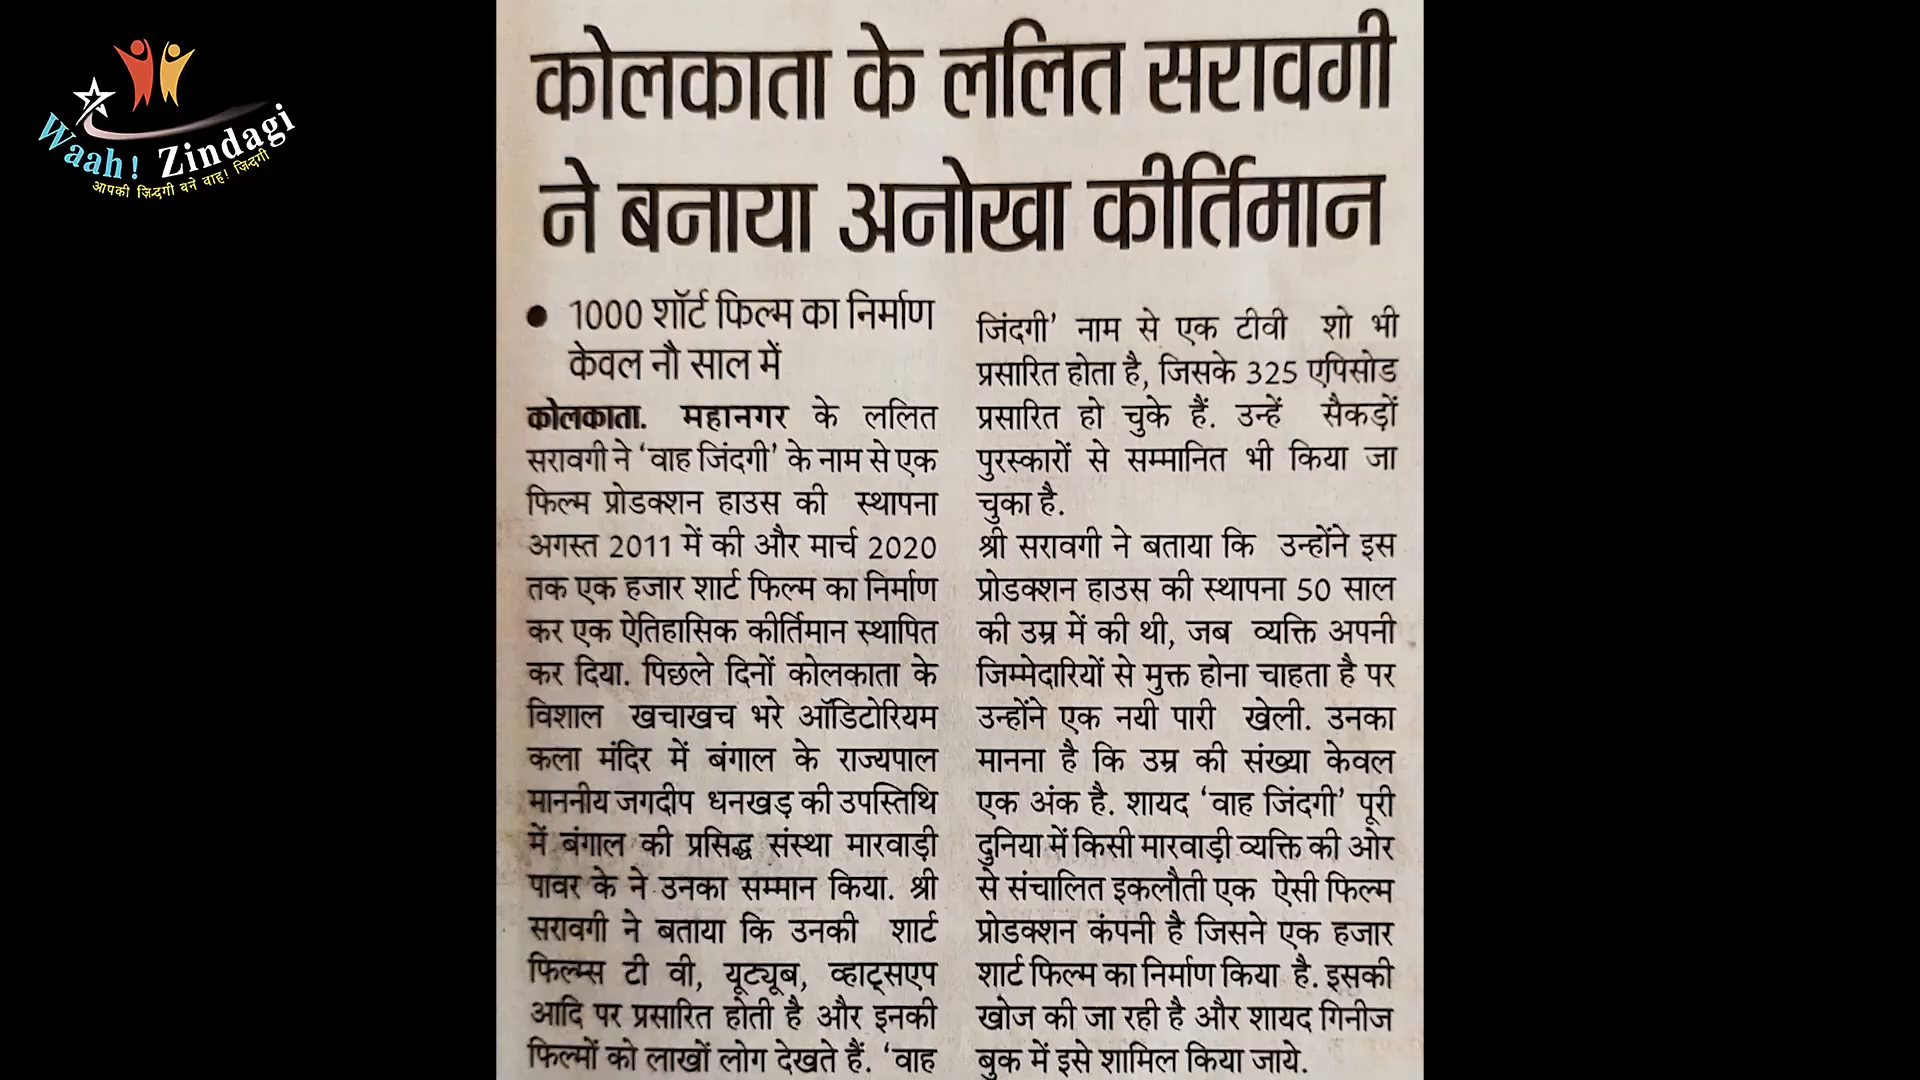 Waah! Zindagi
आपकी ज़िन्दगी बने वाह! जिन्दगी
कोलकाता के ललित सरावगी
ने बनाया अनोखा कीर्तिमान
• 1000 शॉर्ट फिल्म का निर्माण
केवल नौ साल में
कोलकाता. महानगर के ललित
सरावगी ने ‘वाह जिंदगी’ के नाम से एक
फिल्म प्रोडक्शन हाउस की स्थापना
अगस्त 2011 में की और मार्च 2020
तक एक हजार शार्ट फिल्म का निर्माण
कर एक ऐतिहासिक कीर्तिमान स्थापित
कर दिया. पिछले दिनों कोलकाता के
विशाल खचाखच भरे ऑडिटोरियम
कला मंदिर में बंगाल के राज्यपाल
माननीय जगदीप धनखड़ की उपस्तिथि
में बंगाल की प्रसिद्ध संस्था मारवाड़ी
पावर के ने उनका सम्मान किया. श्री
सरावगी ने बताया कि उनकी शार्ट
फिल्म्स टी वी, यूट्यूब, व्हाट्सएप
आदि पर प्रसारित होती है और इनकी
फिल्मों को लाखों लोग देखते हैं. ‘वाह
जिंदगी’ नाम से एक टीवी शो भी
प्रसारित होता है, जिसके 325 एपिसोड
प्रसारित हो चुके हैं. उन्हें सैकड़ों
पुरस्कारों से सम्मानित भी किया जा
चुका है.
श्री सरावगी ने बताया कि उन्होंने इस
प्रोडक्शन हाउस की स्थापना 50 साल
की उम्र में की थी, जब व्यक्ति अपनी
जिम्मेदारियों से मुक्त होना चाहता है पर
उन्होंने एक नयी पारी खेली. उनका
मानना है कि उम्र की संख्या केवल
एक अंक है. शायद ‘वाह जिंदगी’ पूरी
दुनिया में किसी मारवाड़ी व्यक्ति की ओर
से संचालित इकलौती एक ऐसी फिल्म
प्रोडक्शन कंपनी है जिसने एक हजार
शार्ट फिल्म का निर्माण किया है. इसकी
खोज की जा रही है और शायद गिनीज
बुक में इसे शामिल किया जाये.